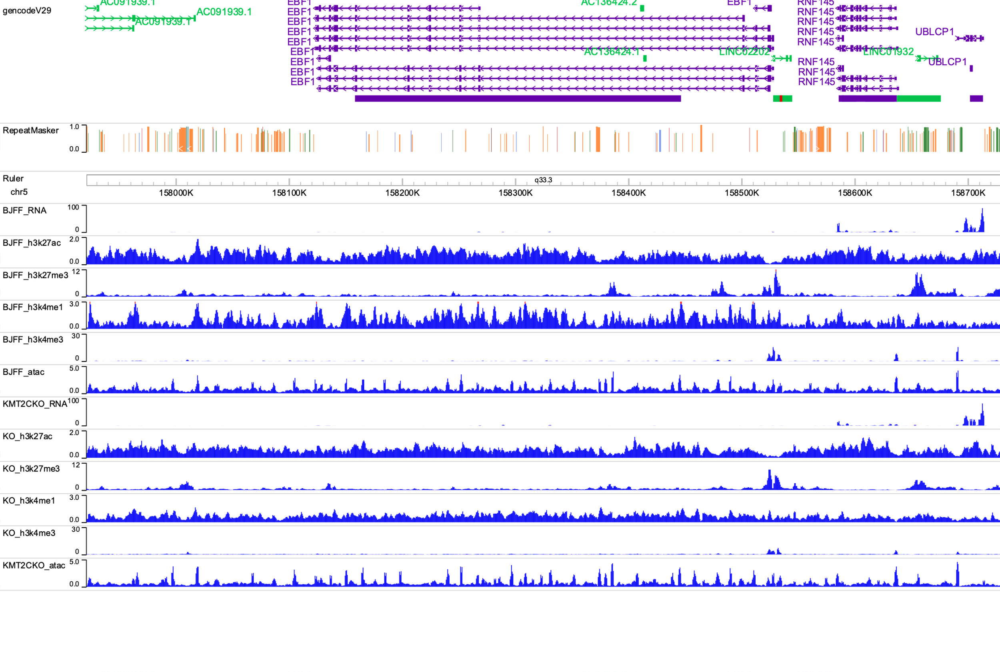 AC091939.1 EBF1 AC136424.2 EBF1 RNF145
gencodeV29 AC091939.1 EBF1 RNF145
AC091939.1 EBF1 RNF145
EBF1 RNF145 UBLCP1
EBF1 RNF145
EBF1 AC136424.1 LINC02202 LINC01932
EBF1 RNF145 UBLCP1
EBF1 RNF145
EBF1 RNF145
RepeatMasker 1.0
0.0
Ruler q33.3
chr5 158000K 158100K 158200K 158300K 158400K 158500K 158600K 158700K
BJFF_RNA 100
0
BJFF_h3k27ac 2.0
0.0
BJFF_h3k27me3 12
0
BJFF_h3k4me1 3.0
0.0
BJFF_h3k4me3 30
0
BJFF_atac 5.0
0.0
KMT2CKO_RNA 100
0
KO_h3k27ac 2.0
0.0
KO_h3k27me3 12
0
KO_h3k4me1 3.0
0.0
KO_h3k4me3 30
0
KMT2CKO_atac 5.0
0.0